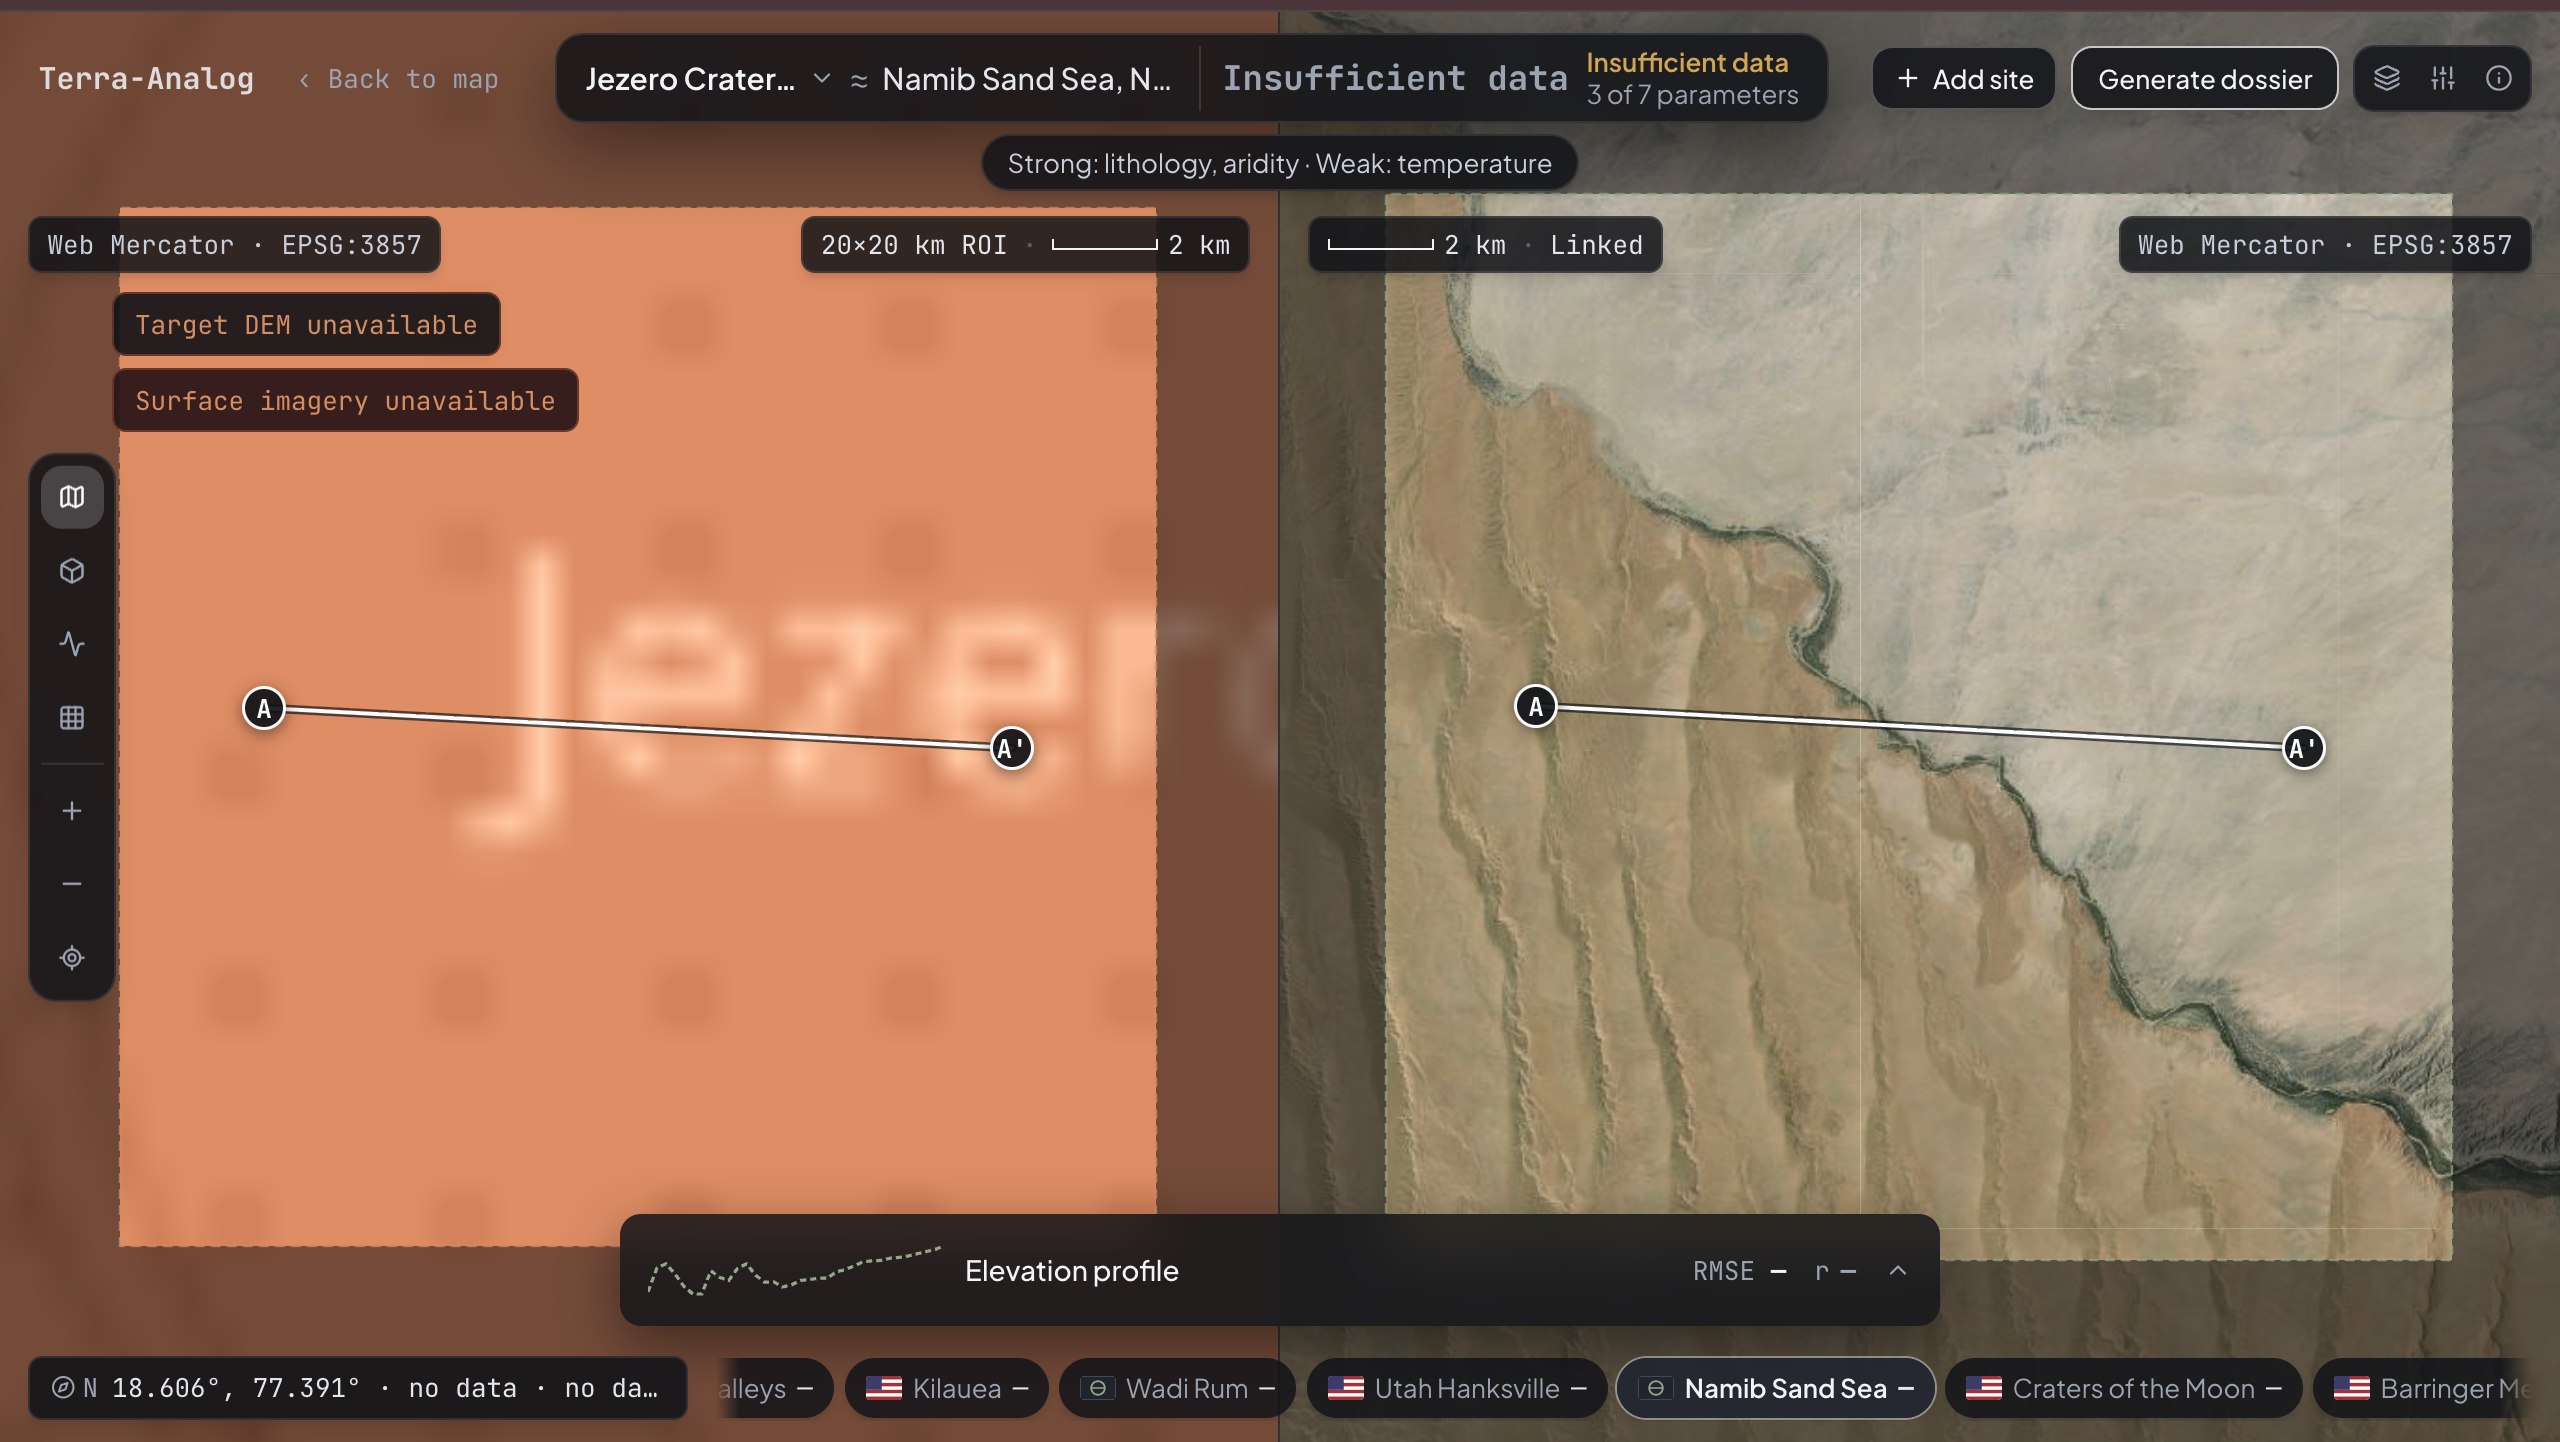 Terra-Analog
‹ Back to map
Jezero Crater… ≈ Namib Sand Sea, N…
Insufficient data
Insufficient data
3 of 7 parameters
+ Add site
Generate dossier
Strong: lithology, aridity · Weak: temperature
Web Mercator · EPSG:3857
20×20 km ROI · 2 km
2 km · Linked
Web Mercator · EPSG:3857
Target DEM unavailable
Surface imagery unavailable
Jezero
A
A'
A
A'
Elevation profile
RMSE — r —
N 18.606°, 77.391° · no data · no da…
alleys —
Kilauea —
Wadi Rum —
Utah Hanksville —
Namib Sand Sea —
Craters of the Moon —
Barringer Me